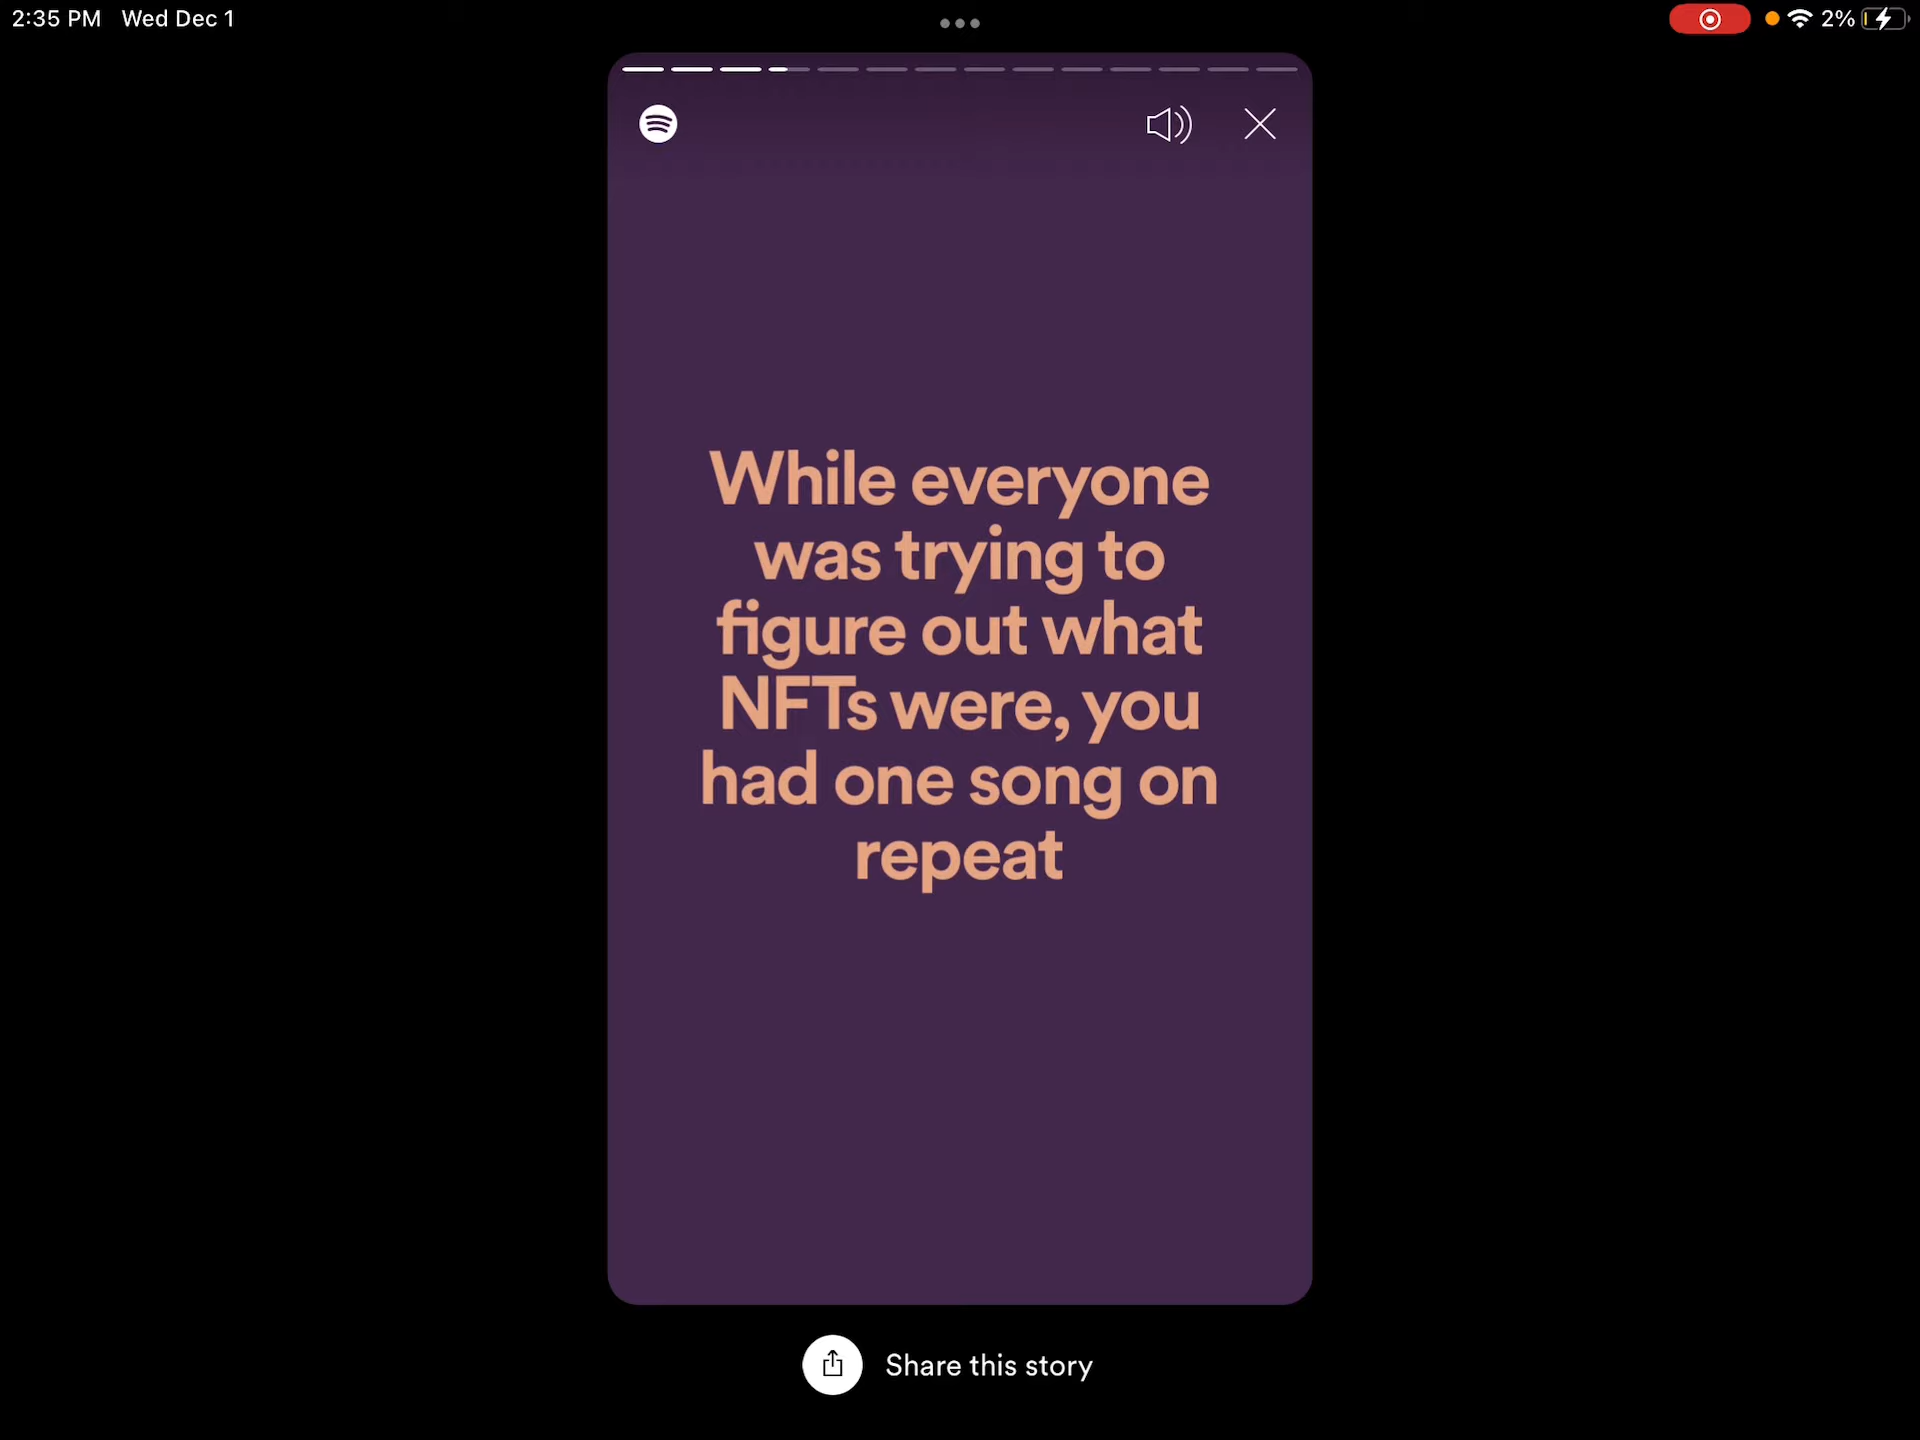 2:35 PM Wed Dec 1
2%
While everyone
was trying to
figure out what
NFTs were, you
had one song on
repeat
Share this story